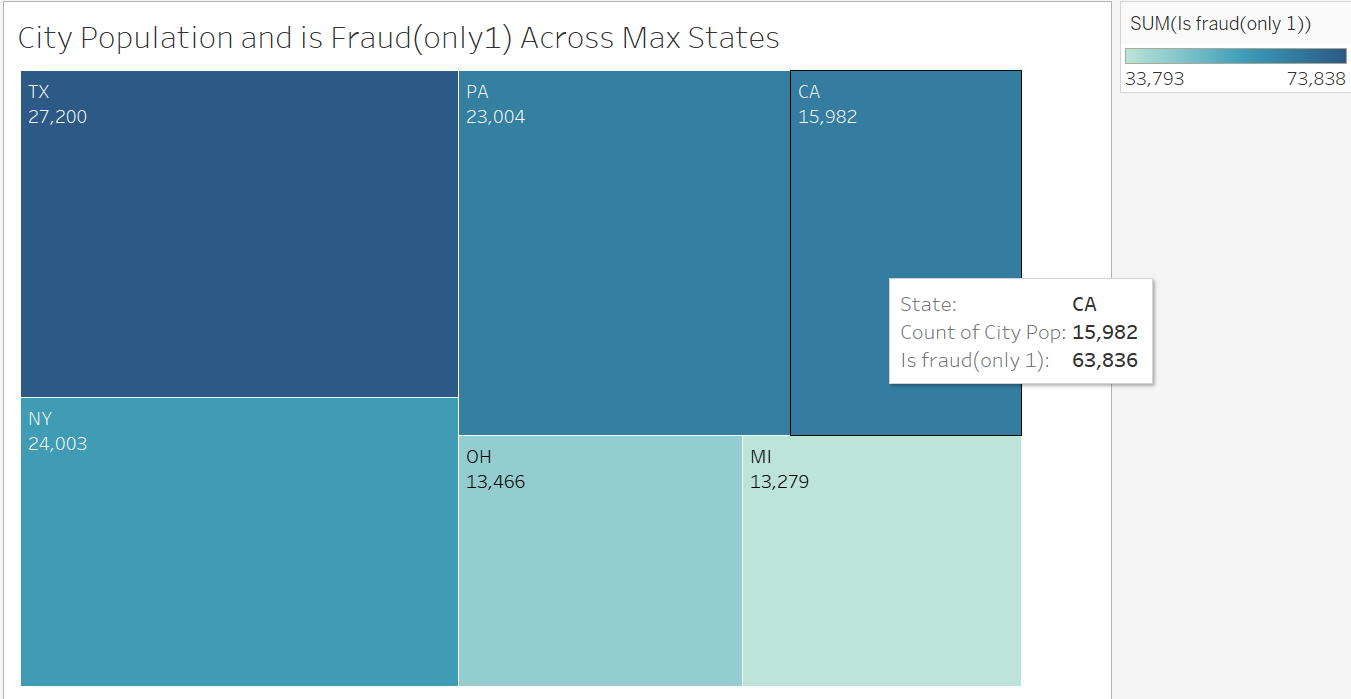 City Population and is Fraud(only1) Across Max States
SUM(Is fraud(only 1))
33,793 73,838
TX
27,200
PA
23,004
CA
15,982
State: CA
Count of City Pop: 15,982
Is fraud(only 1): 63,836
NY
24,003
OH
13,466
MI
13,279